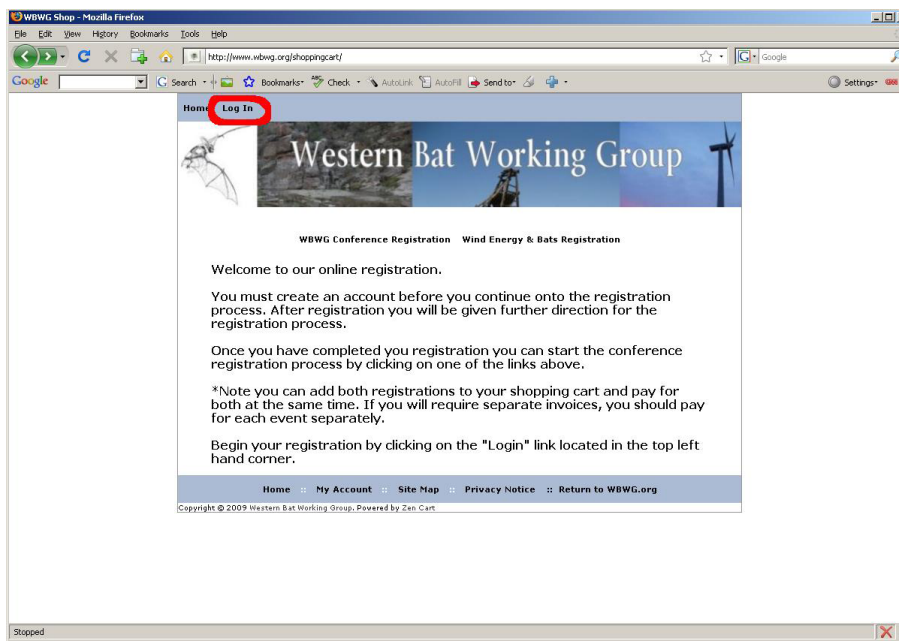 WBWG Shop - Mozilla Firefox
File Edit View History Bookmarks Tools Help
http://www.wbwg.org/shoppingcart/
Google
Google Search Bookmarks Check AutoLink AutoFill Send to Settings
Home Log In
Western Bat Working Group
WBWG Conference Registration Wind Energy & Bats Registration
Welcome to our online registration.
You must create an account before you continue onto the registration
process. After registration you will be given further direction for the
registration process.
Once you have completed you registration you can start the conference
registration process by clicking on one of the links above.
*Note you can add both registrations to your shopping cart and pay for
both at the same time. If you will require separate invoices, you should pay
for each event separately.
Begin your registration by clicking on the "Login" link located in the top left
hand corner.
Home :: My Account :: Site Map :: Privacy Notice :: Return to WBWG.org
Copyright © 2009 Western Bat Working Group. Powered by Zen Cart
Stopped